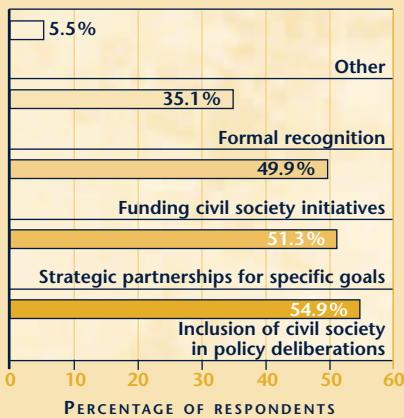 5.5%
Other
35.1%
Formal recognition
49.9%
Funding civil society initiatives
51.3%
Strategic partnerships for specific goals
54.9%
Inclusion of civil society
in policy deliberations
0 10 20 30 40 50 60
PERCENTAGE OF RESPONDENTS